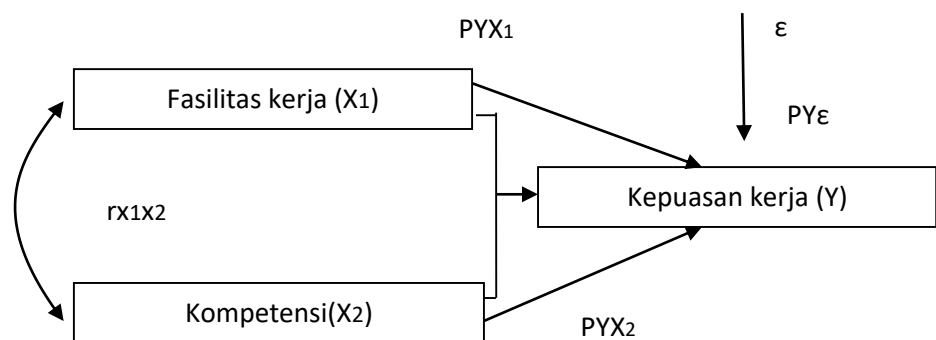 PYX1
ε
Fasilitas kerja (X1)
PYε
Kepuasan kerja (Y)
rx1x2
Kompetensi(X2)
PYX2